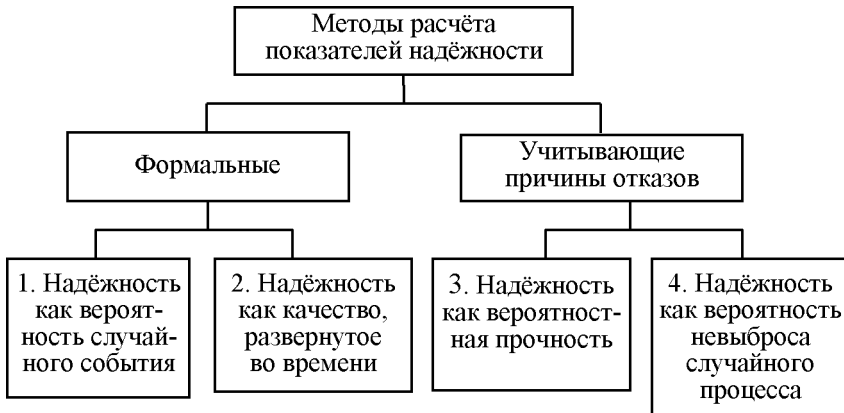 Методы расчёта
показателей надёжности
Формальные
Учитывающие
причины отказов
1. Надёжность
как вероят-
ность случай-
ного события
2. Надёжность
как качество,
развернутое
во времени
3. Надёжность
как вероятност-
ная прочность
4. Надёжность
как вероятность
невыброса
случайного
процесса